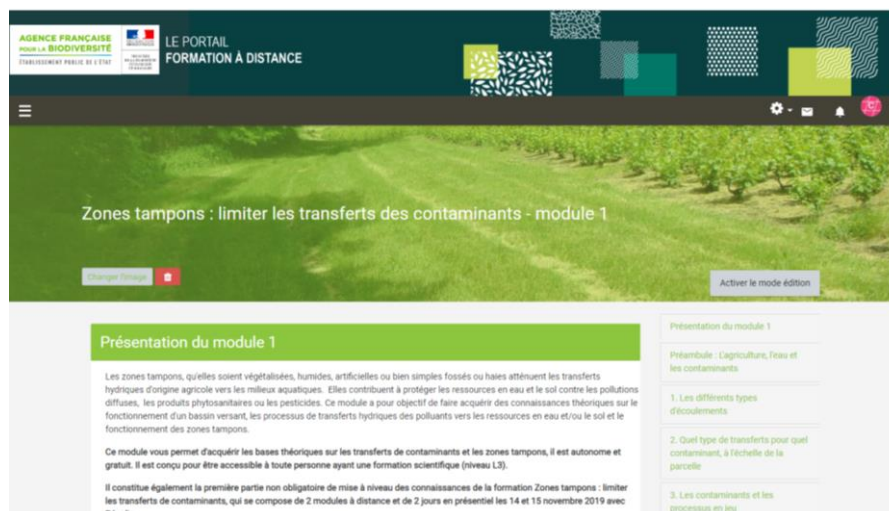 AGENCE FRANÇAISE
POUR LA BIODIVERSITÉ
ÉTABLISSEMENT PUBLIC DE L'ÉTAT
LE PORTAIL
FORMATION À DISTANCE
Zones tampons : limiter les transferts des contaminants - module 1
Changer l'image
Activer le mode édition
Présentation du module 1
Les zones tampons, qu'elles soient végétalisées, humides, artificielles ou bien simples fossés ou haies atténuent les transferts
hydriques d'origine agricole vers les milieux aquatiques. Elles contribuent à protéger les ressources en eau et le sol contre les pollutions
diffuses, les produits phytosanitaires ou les pesticides. Ce module a pour objectif de faire acquérir des connaissances théoriques sur le
fonctionnement d'un bassin versant, les processus de transferts hydriques des polluants vers les ressources en eau et/ou le sol et le
fonctionnement des zones tampons.
Ce module vous permet d'acquérir les bases théoriques sur les transferts de contaminants et les zones tampons, il est autonome et
gratuit. Il est conçu pour être accessible à toute personne ayant une formation scientifique (niveau L3).
Il constitue également la première partie non obligatoire de mise à niveau des connaissances de la formation Zones tampons : limiter
les transferts de contaminants, qui se compose de 2 modules à distance et de 2 jours en présentiel les 14 et 15 novembre 2019 avec
Présentation du module 1
Préambule : L'agriculture, l'eau et
les contaminants
1. Les différents types
d'écoulements
2. Quel type de transferts pour quel
contaminant, à l'échelle de la
parcelle
3. Les contaminants et les
processus en jeu